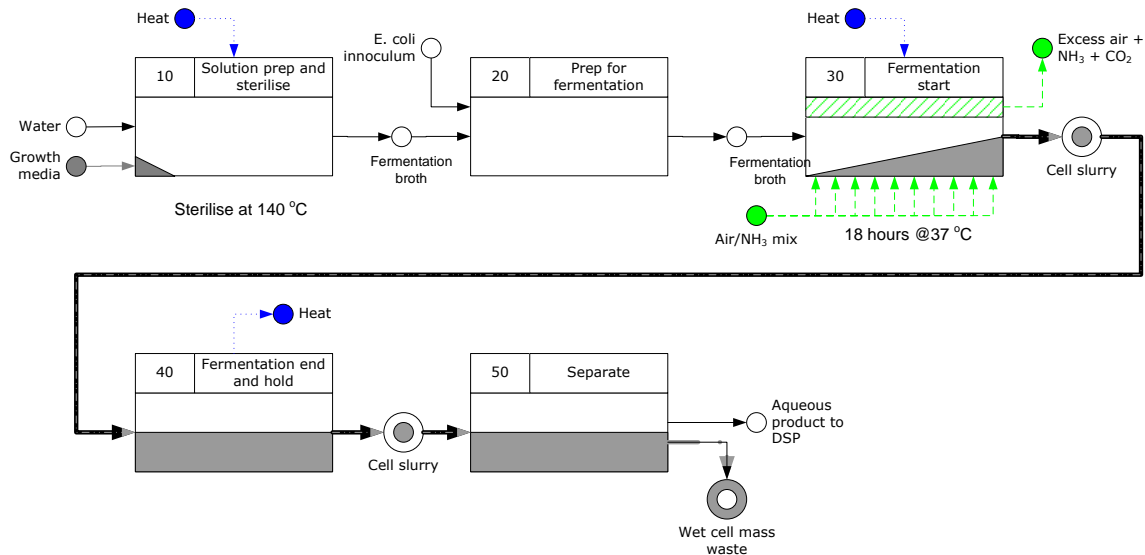 Heat
10
Solution prep and
sterilise
Water
Growth
media
Sterilise at 140 °C
E. coli
innoculum
Fermentation
broth
20
Prep for
fermentation
Fermentation
broth
Heat
30
Fermentation
start
Excess air +
NH₃ + CO₂
Cell slurry
Air/NH₃ mix
18 hours @37 °C
Heat
40
Fermentation end
and hold
Cell slurry
50
Separate
Aqueous
product to
DSP
Wet cell mass
waste